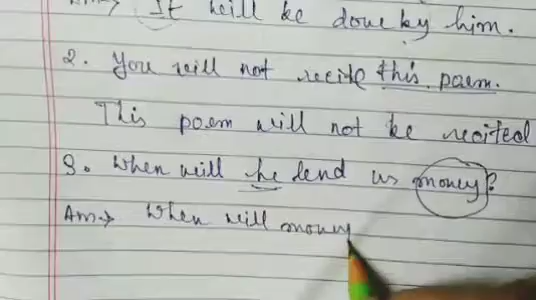 Ans→ It will be done by him.
2. You will not recite this poem.
This poem will not be recited
3. When will he lend us money?
Ans→ When will money